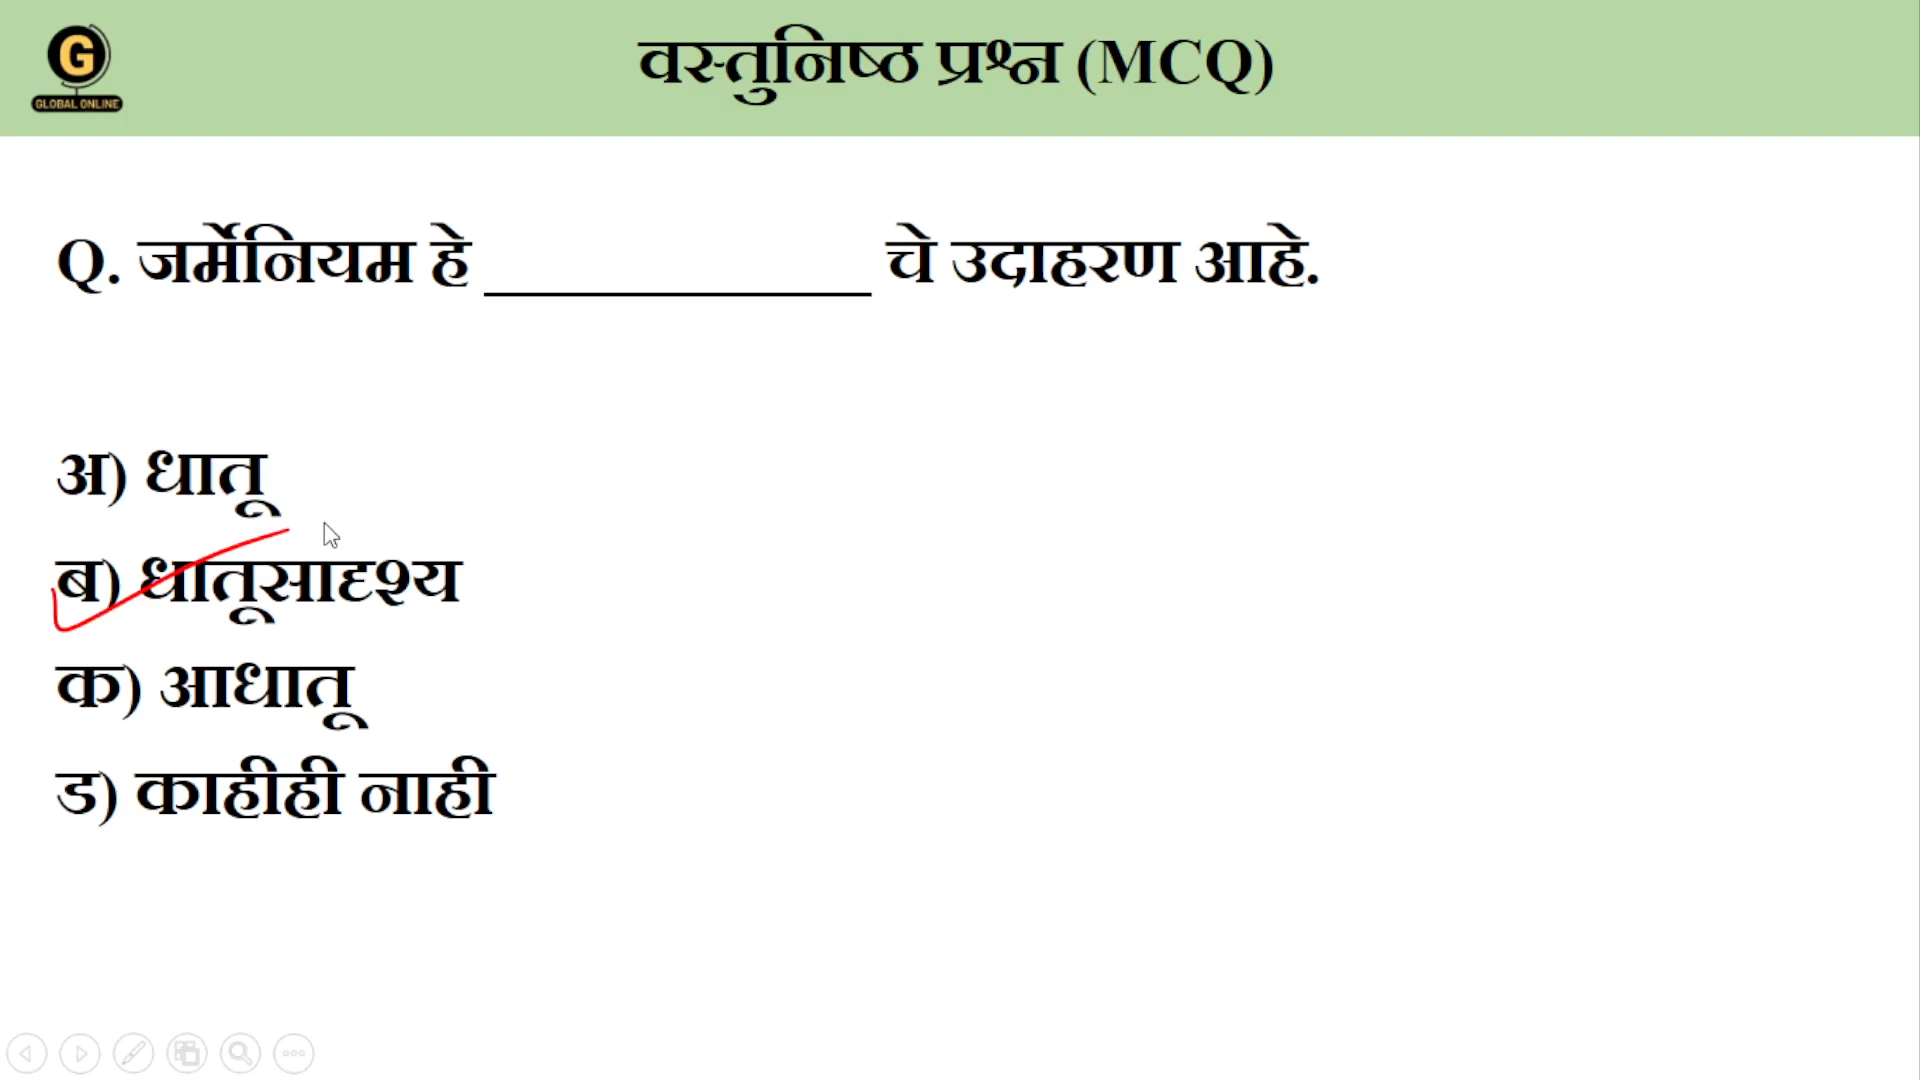 G
GLOBAL ONLINE
वस्तुनिष्ठ प्रश्न (MCQ)
Q. जर्मेनियम हे ____________ चे उदाहरण आहे.
अ) धातू
ब) धातूसादृश्य
क) आधातू
ड) काहीही नाही